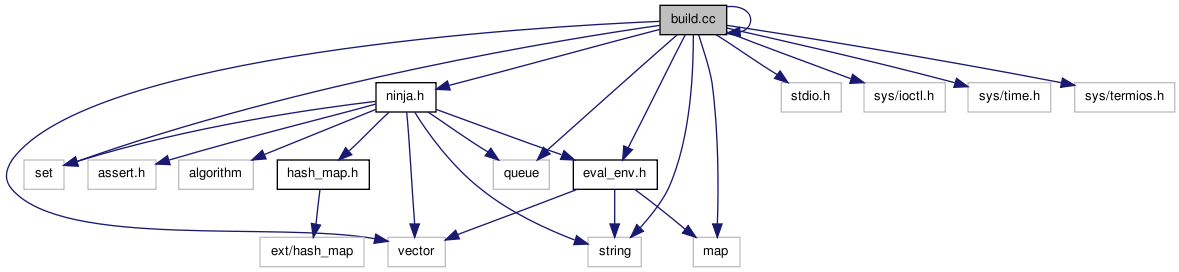 build.cc
ninja.h
stdio.h
sys/ioctl.h
sys/time.h
sys/termios.h
set
assert.h
algorithm
hash_map.h
queue
eval_env.h
ext/hash_map
vector
string
map